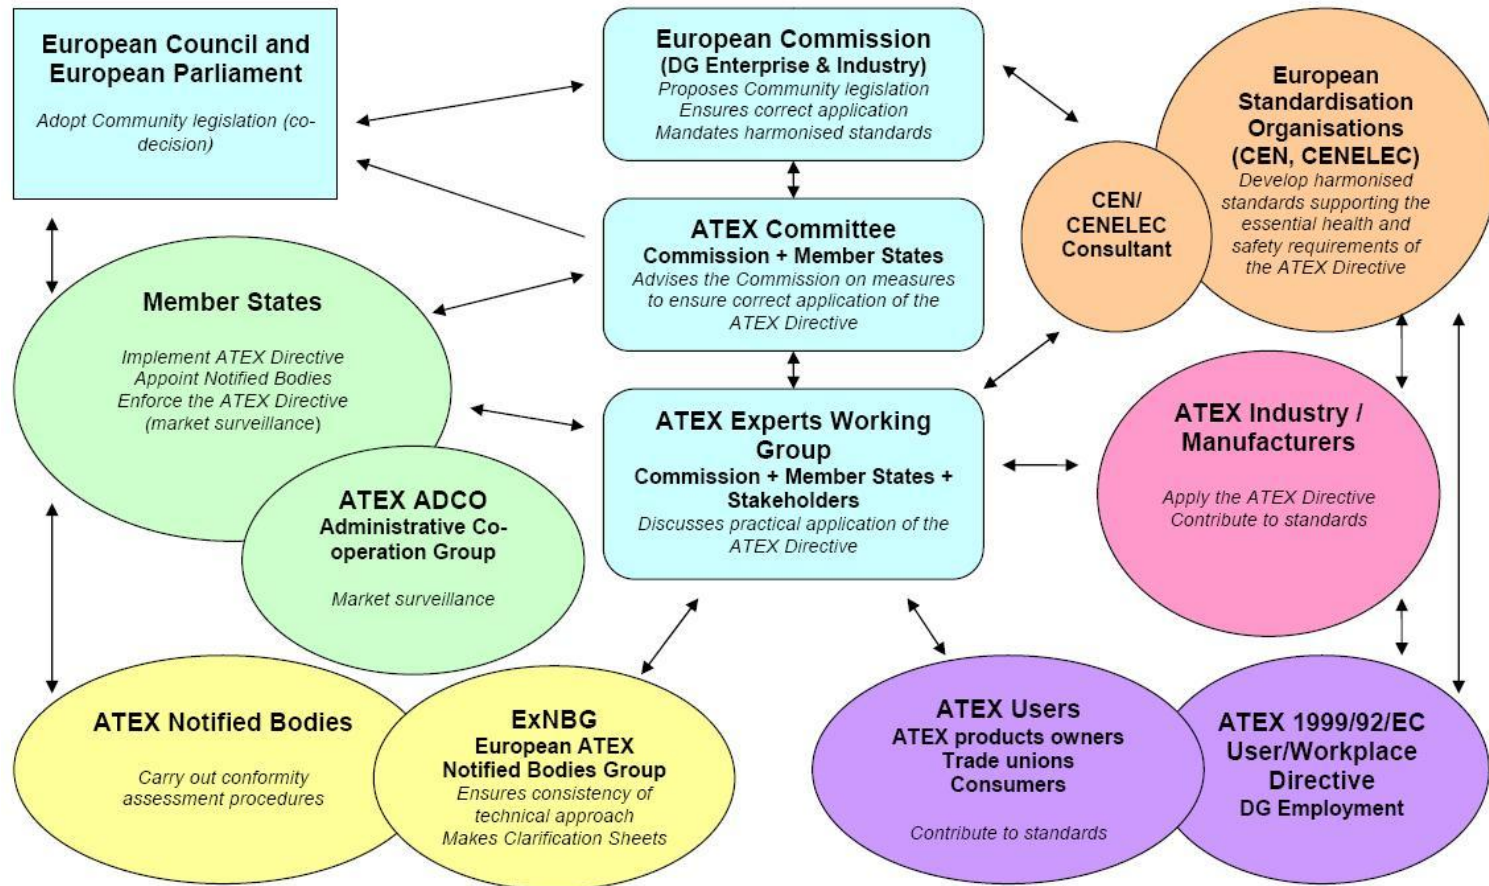 European Council and
European Parliament
Adopt Community legislation (co-
decision)
European Commission
(DG Enterprise & Industry)
Proposes Community legislation
Ensures correct application
Mandates harmonised standards
European
Standardisation
Organisations
(CEN, CENELEC)
Develop harmonised
standards supporting the
essential health and
safety requirements of
the ATEX Directive
CEN/
CENELEC
Consultant
ATEX Committee
Commission + Member States
Advises the Commission on measures
to ensure correct application of the
ATEX Directive
Member States
Implement ATEX Directive
Appoint Notified Bodies
Enforce the ATEX Directive
(market surveillance)
ATEX Experts Working
Group
Commission + Member States +
Stakeholders
Discusses practical application of the
ATEX Directive
ATEX Industry /
Manufacturers
Apply the ATEX Directive
Contribute to standards
ATEX ADCO
Administrative Co-
operation Group
Market surveillance
ATEX Notified Bodies
Carry out conformity
assessment procedures
ExNBG
European ATEX
Notified Bodies Group
Ensures consistency of
technical approach
Makes Clarification Sheets
ATEX Users
ATEX products owners
Trade unions
Consumers
Contribute to standards
ATEX 1999/92/EC
User/Workplace
Directive
DG Employment